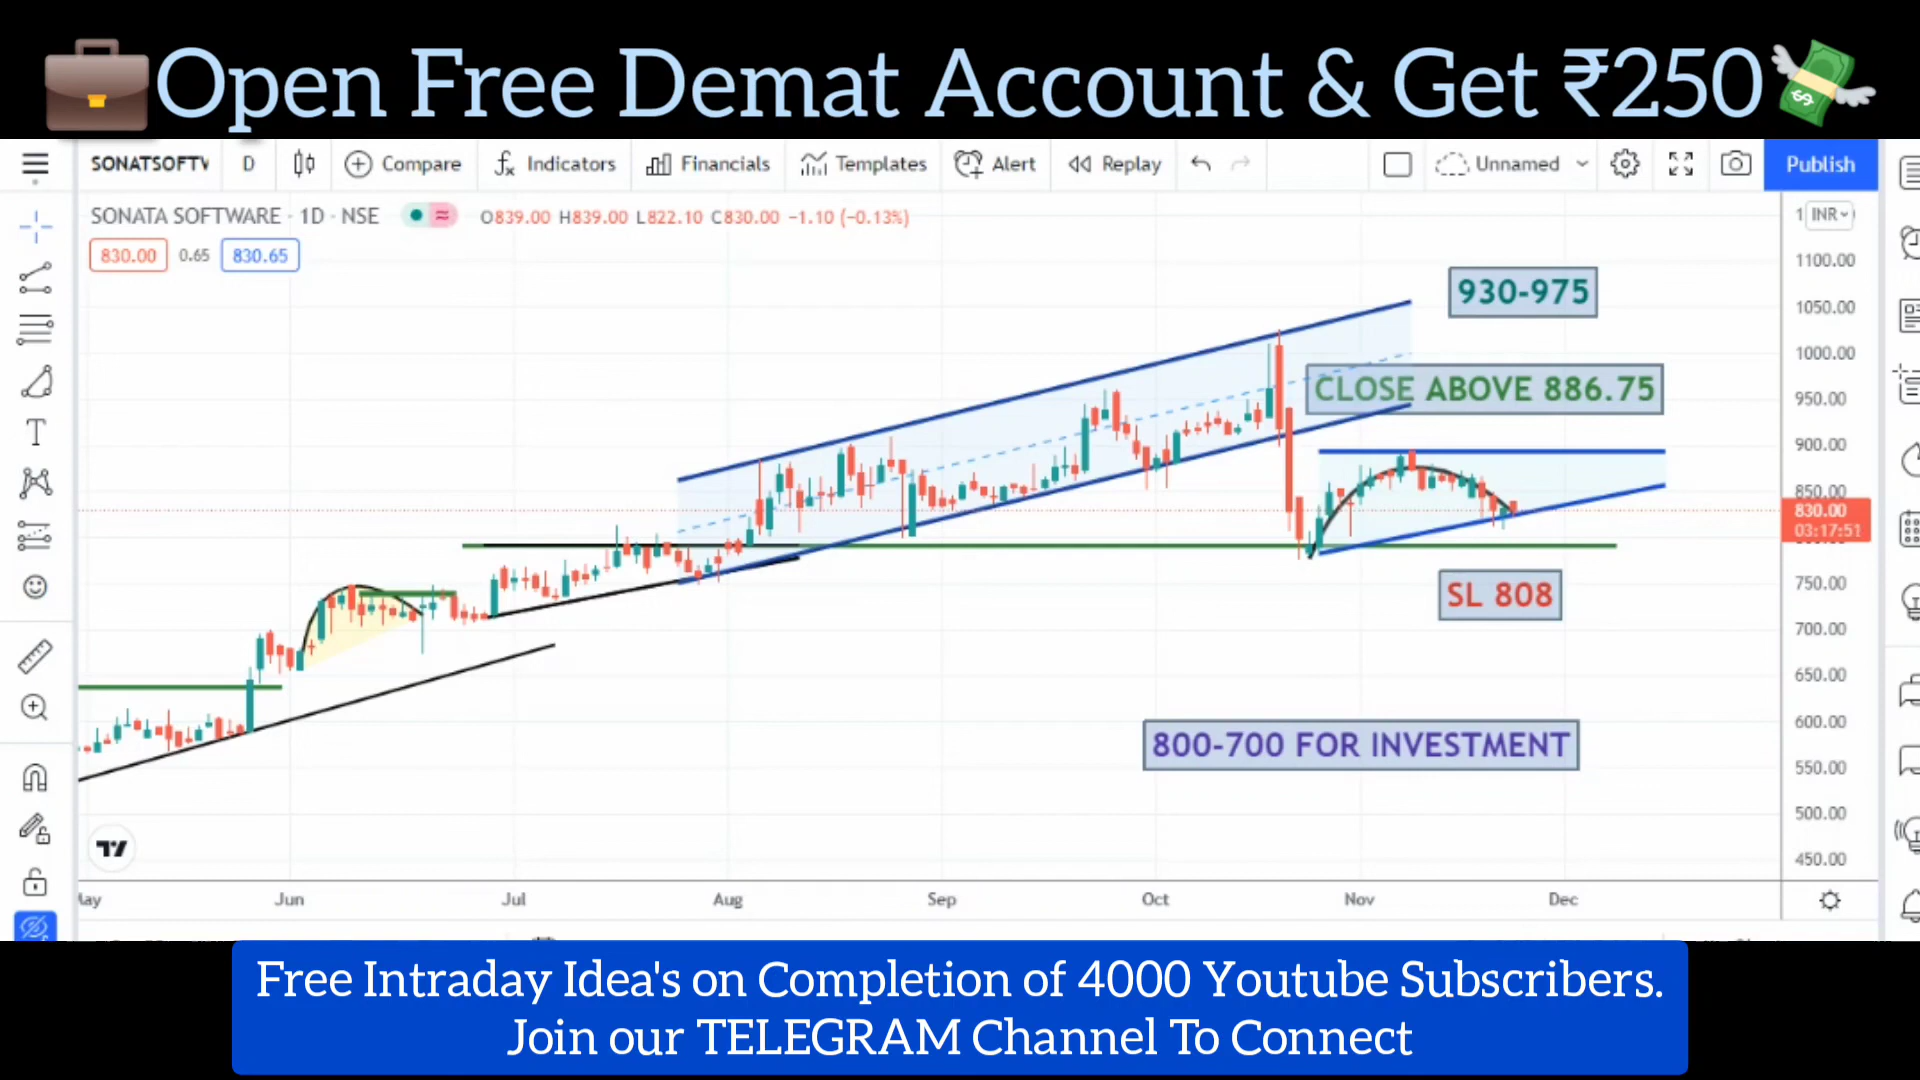 Open Free Demat Account & Get ₹250
SONATSOFTV D Compare Indicators Financials Templates Alert Replay Unnamed Publish
SONATA SOFTWARE · 1D · NSE O839.00 H839.00 L822.10 C830.00 −1.10 (−0.13%)
INR
830.00 0.65 830.65
1100.00
930-975
1050.00
1000.00
CLOSE ABOVE 886.75
950.00
900.00
850.00
830.00
03:17:51
750.00
SL 808
700.00
650.00
600.00
800-700 FOR INVESTMENT
550.00
500.00
450.00
Jun Jul Aug Sep Oct Nov Dec
Free Intraday Idea's on Completion of 4000 Youtube Subscribers.
Join our TELEGRAM Channel To Connect